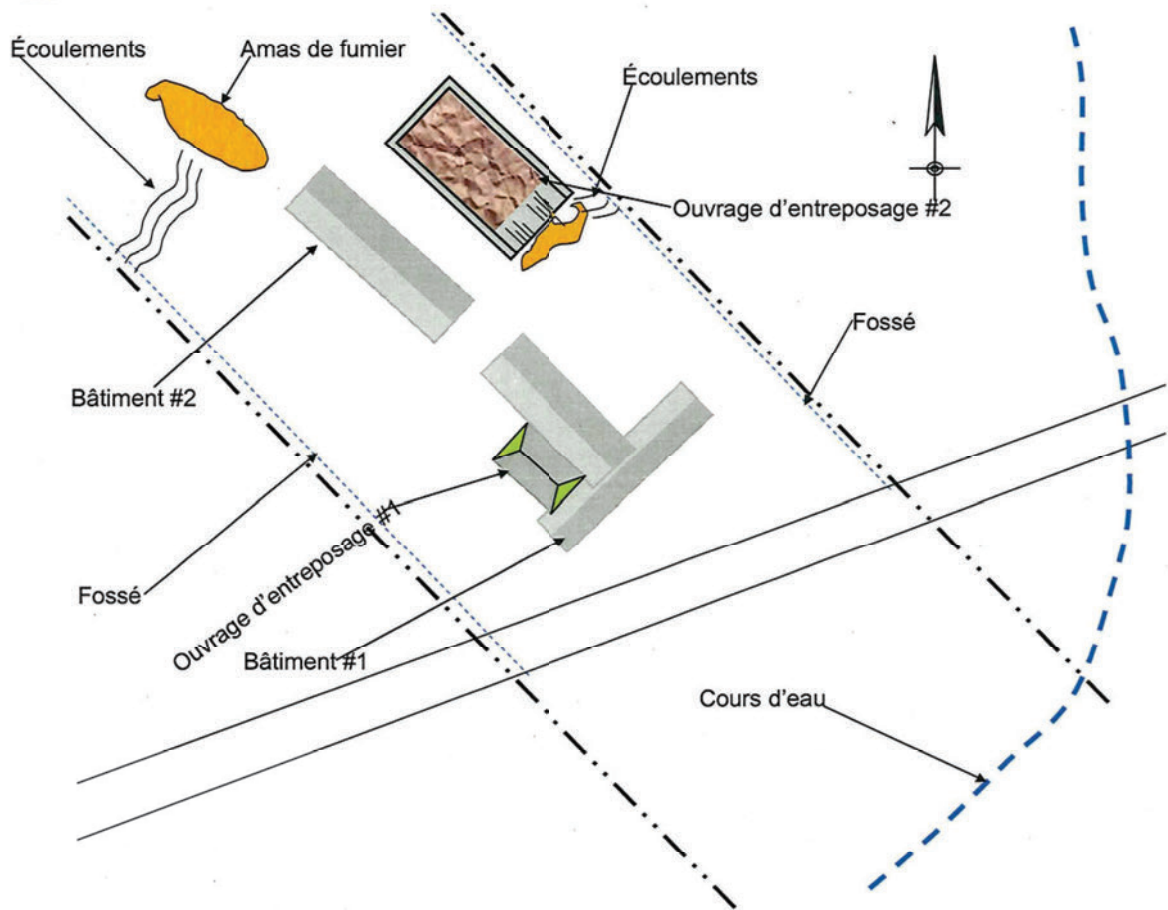 Écoulements
Amas de fumier
Écoulements
Ouvrage d'entreposage #2
Fossé
Bâtiment #2
Ouvrage d'entreposage #1
Fossé
Bâtiment #1
Cours d'eau